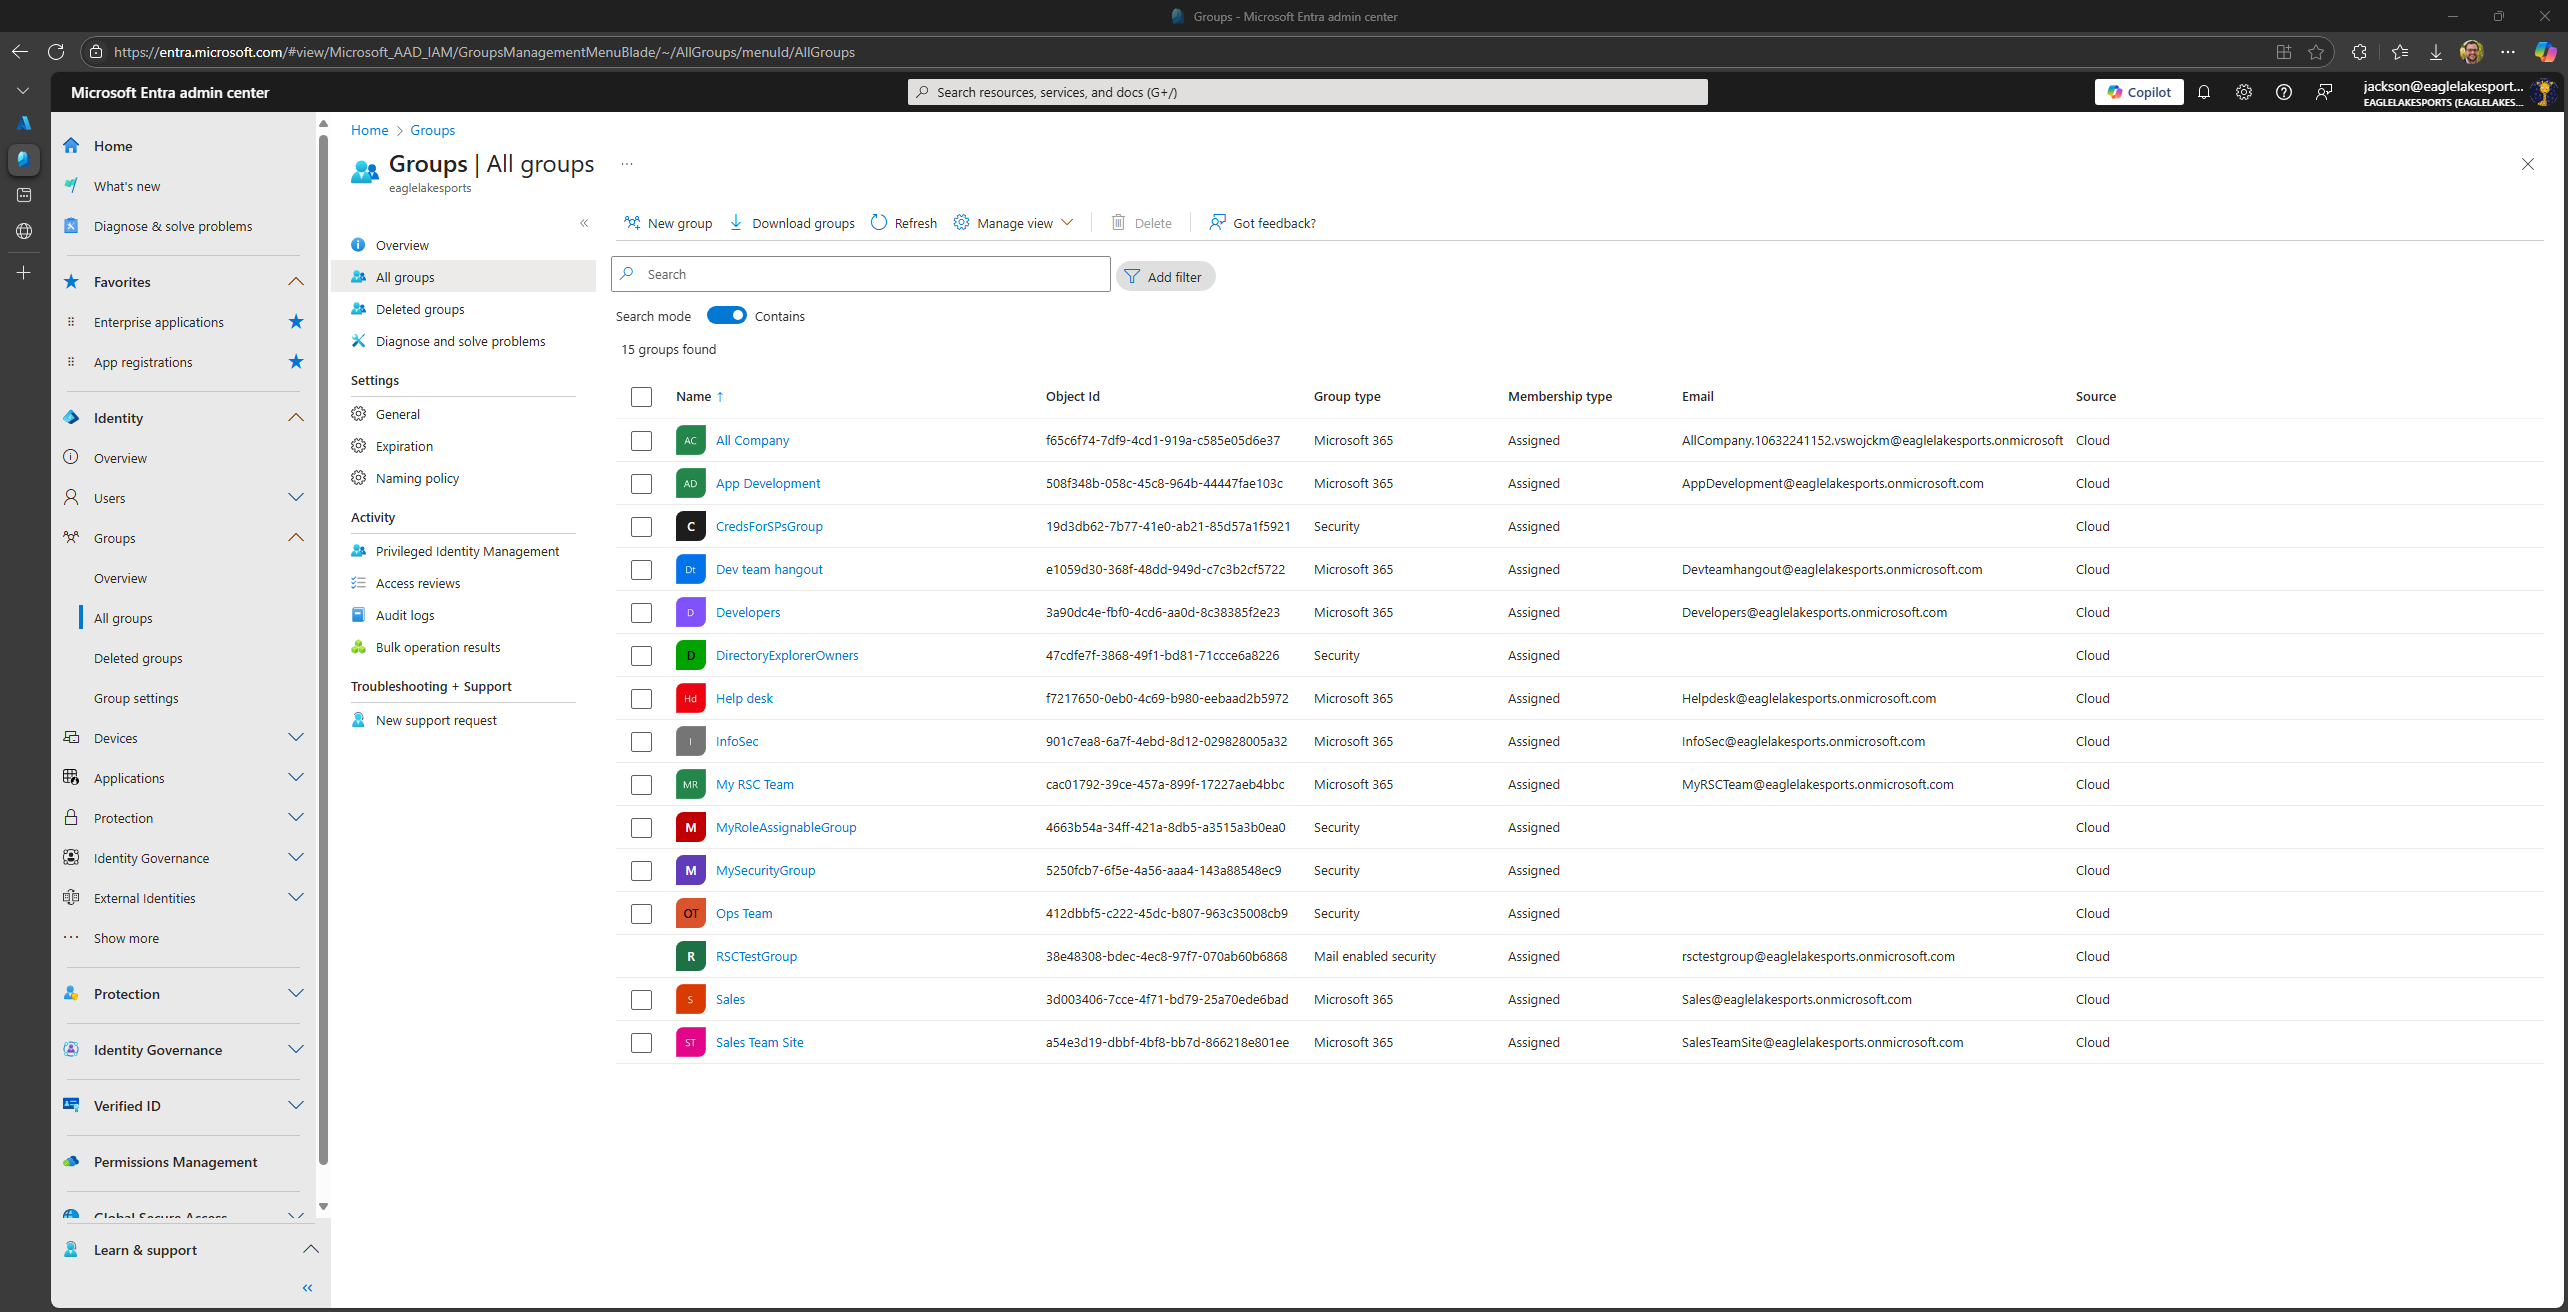 Groups - Microsoft Entra admin center
https://entra.microsoft.com/#view/Microsoft_AAD_IAM/GroupsManagementMenuBlade/~/AllGroups/menuId/AllGroups
Microsoft Entra admin center
Search resources, services, and docs (G+/)
Copilot
jackson@eaglelakesport...
EAGLELAKESPORTS (EAGLELAKES...
Home
What's new
Diagnose & solve problems
Favorites
Enterprise applications
App registrations
Identity
Overview
Users
Groups
Overview
All groups
Deleted groups
Group settings
Devices
Applications
Protection
Identity Governance
External Identities
Show more
Protection
Identity Governance
Verified ID
Permissions Management
Global Secure Access
Learn & support
Home > Groups
Groups | All groups ...
eaglelakesports
Overview
All groups
Deleted groups
Diagnose and solve problems
Settings
General
Expiration
Naming policy
Activity
Privileged Identity Management
Access reviews
Audit logs
Bulk operation results
Troubleshooting + Support
New support request
New group Download groups Refresh Manage view Delete Got feedback?
Search Add filter
Search mode Contains
15 groups found
Name ↑ Object Id Group type Membership type Email Source
AC All Company f65c6f74-7df9-4cd1-919a-c585e05d6e37 Microsoft 365 Assigned AllCompany.10632241152.vswojckm@eaglelakesports.onmicrosoft Cloud
AD App Development 508f348b-058c-45c8-964b-44447fae103c Microsoft 365 Assigned AppDevelopment@eaglelakesports.onmicrosoft.com Cloud
C CredsForSPsGroup 19d3db62-7b77-41e0-ab21-85d57a1f5921 Security Assigned Cloud
Dt Dev team hangout e1059d30-368f-48dd-949d-c7c3b2cf5722 Microsoft 365 Assigned Devteamhangout@eaglelakesports.onmicrosoft.com Cloud
D Developers 3a90dc4e-fbf0-4cd6-aa0d-8c38385f2e23 Microsoft 365 Assigned Developers@eaglelakesports.onmicrosoft.com Cloud
D DirectoryExplorerOwners 47cdfe7f-3868-49f1-bd81-71ccce6a8226 Security Assigned Cloud
Hd Help desk f7217650-0eb0-4c69-b980-eebaad2b5972 Microsoft 365 Assigned Helpdesk@eaglelakesports.onmicrosoft.com Cloud
I InfoSec 901c7ea8-6a7f-4ebd-8d12-029828005a32 Microsoft 365 Assigned InfoSec@eaglelakesports.onmicrosoft.com Cloud
MR My RSC Team cac01792-39ce-457a-899f-17227aeb4bbc Microsoft 365 Assigned MyRSCTeam@eaglelakesports.onmicrosoft.com Cloud
M MyRoleAssignableGroup 4663b54a-34ff-421a-8db5-a3515a3b0ea0 Security Assigned Cloud
M MySecurityGroup 5250fcb7-6f5e-4a56-aaa4-143a88548ec9 Security Assigned Cloud
OT Ops Team 412dbbf5-c222-45dc-b807-963c35008cb9 Security Assigned Cloud
R RSCTestGroup 38e48308-bdec-4ec8-97f7-070ab60b6868 Mail enabled security Assigned rsctestgroup@eaglelakesports.onmicrosoft.com Cloud
S Sales 3d003406-7cce-4f71-bd79-25a70ede6bad Microsoft 365 Assigned Sales@eaglelakesports.onmicrosoft.com Cloud
ST Sales Team Site a54e3d19-dbbf-4bf8-bb7d-866218e801ee Microsoft 365 Assigned SalesTeamSite@eaglelakesports.onmicrosoft.com Cloud